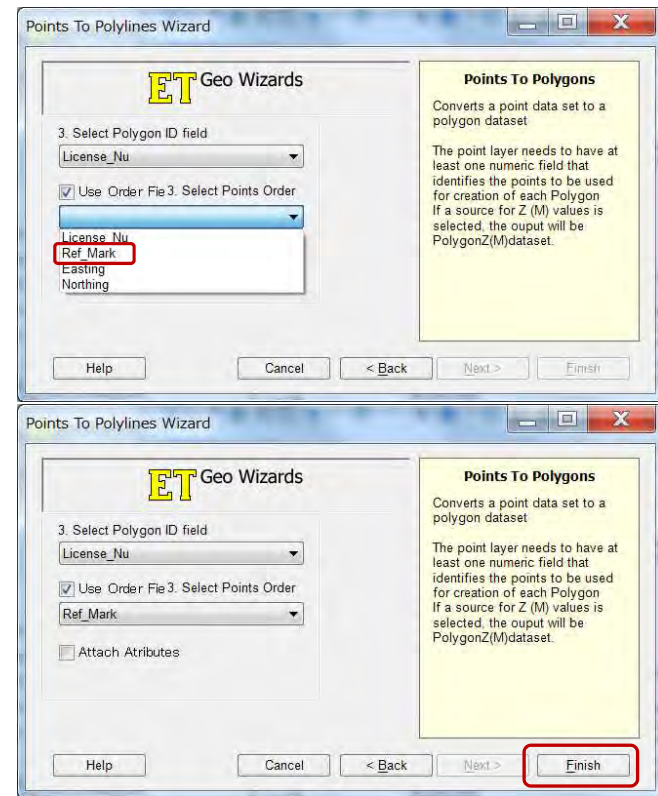 Points To Polylines Wizard
ET Geo Wizards
3. Select Polygon ID field
License_Nu
Use Order Fie3. Select Points Order
License_Nu
Ref_Mark
Easting
Northing
Points To Polygons
Converts a point data set to a
polygon dataset
The point layer needs to have at
least one numeric field that
identifies the points to be used
for creation of each Polygon
If a source for Z (M) values is
selected, the ouput will be
PolygonZ(M)dataset.
Help
Cancel
< Back
Next >
Finish
Points To Polylines Wizard
ET Geo Wizards
3. Select Polygon ID field
License_Nu
Use Order Fie3. Select Points Order
Ref_Mark
Attach Atributes
Points To Polygons
Converts a point data set to a
polygon dataset
The point layer needs to have at
least one numeric field that
identifies the points to be used
for creation of each Polygon
If a source for Z (M) values is
selected, the ouput will be
PolygonZ(M)dataset.
Help
Cancel
< Back
Next >
Finish